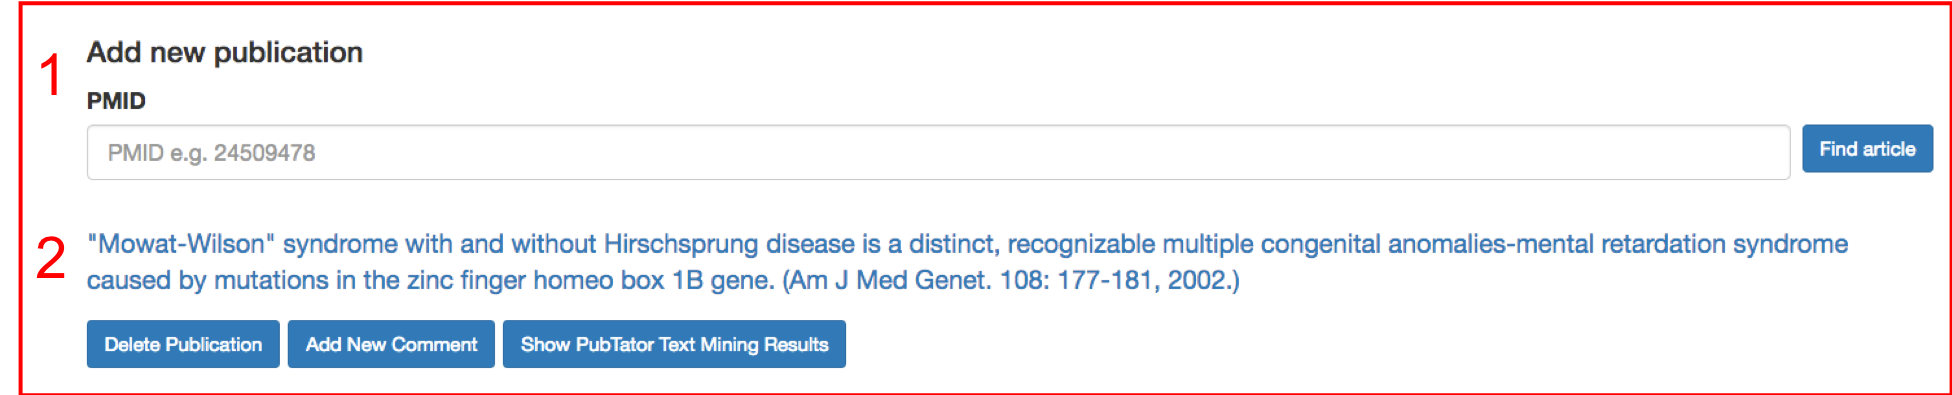 1
Add new publication
PMID
PMID e.g. 24509478
Find article
2
"Mowat-Wilson" syndrome with and without Hirschsprung disease is a distinct, recognizable multiple congenital anomalies-mental retardation syndrome
caused by mutations in the zinc finger homeo box 1B gene. (Am J Med Genet. 108: 177-181, 2002.)
Delete Publication Add New Comment Show PubTator Text Mining Results